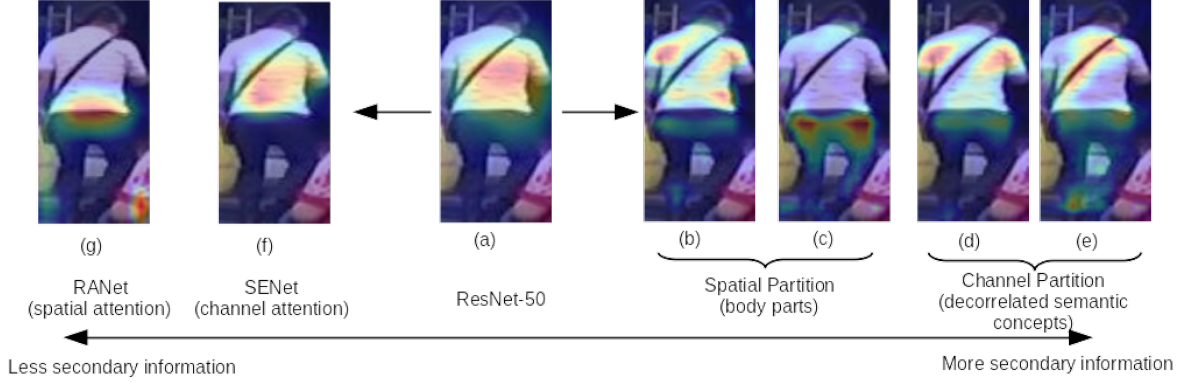 (g)
(f)
(a)
(b)
(c)
(d)
(e)
RANet
(spatial attention)
SENet
(channel attention)
ResNet-50
Spatial Partition
(body parts)
Channel Partition
(decorrelated semantic
concepts)
Less secondary information
More secondary information